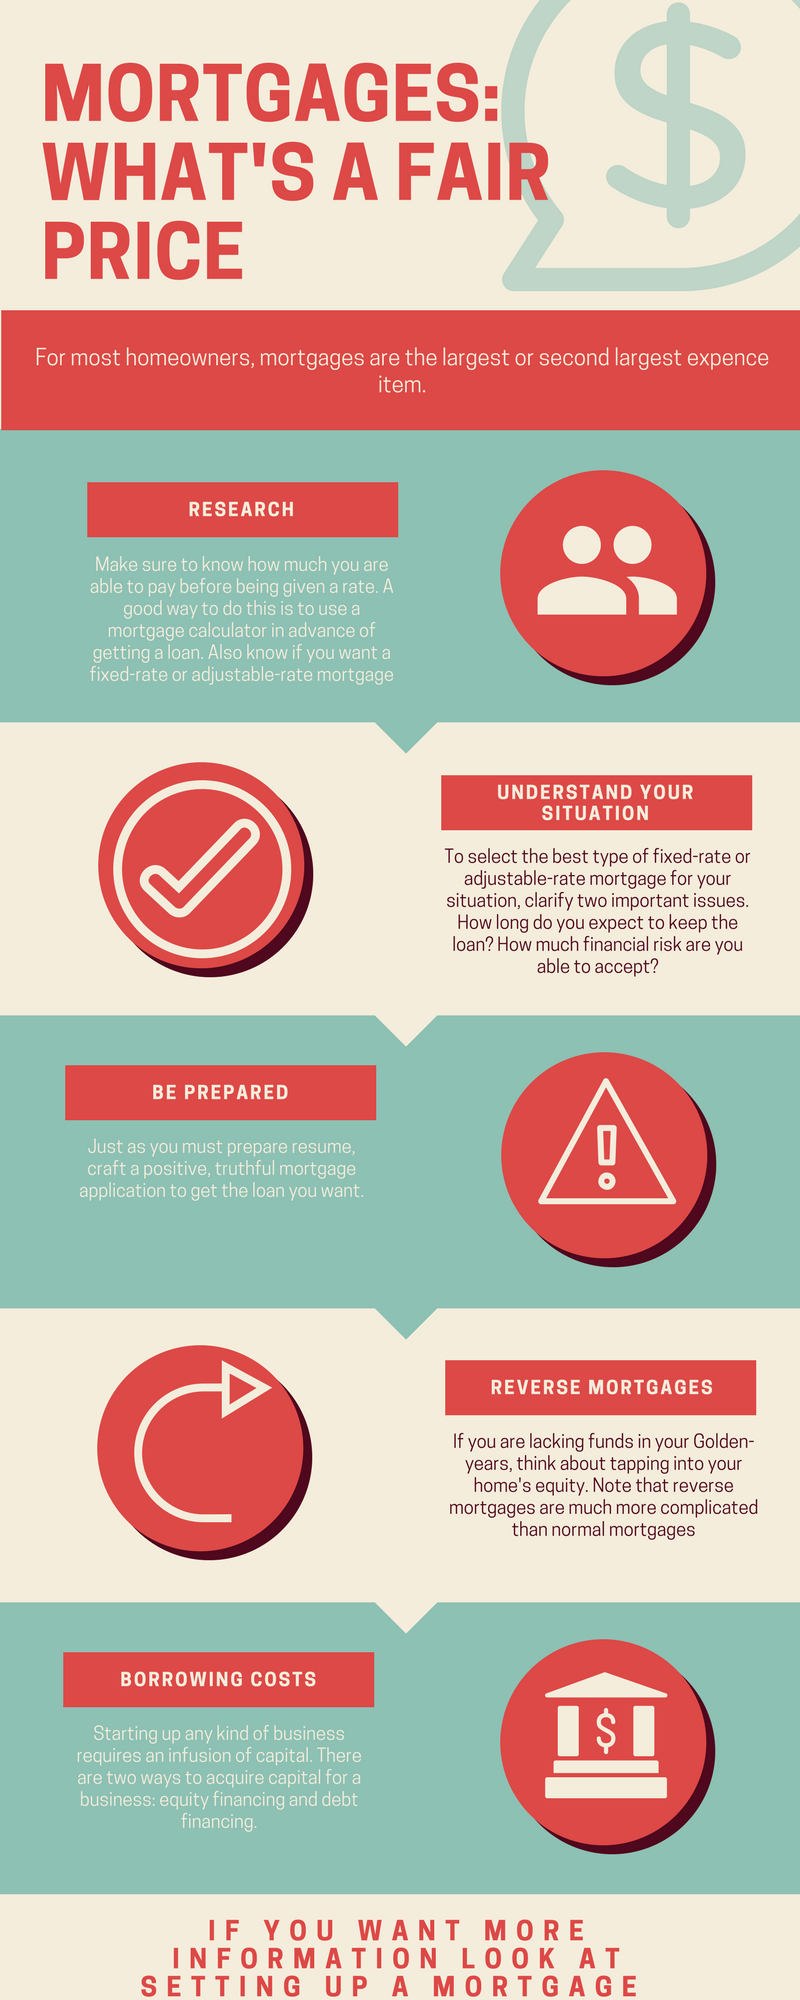 MORTGAGES:
WHAT'S A FAIR
PRICE
For most homeowners, mortgages are the largest or second largest expence
item.
RESEARCH
Make sure to know how much you are
able to pay before being given a rate. A
good way to do this is to use a
mortgage calculator in advance of
getting a loan. Also know if you want a
fixed-rate or adjustable-rate mortgage
UNDERSTAND YOUR
SITUATION
To select the best type of fixed-rate or
adjustable-rate mortgage for your
situation, clarify two important issues.
How long do you expect to keep the
loan? How much financial risk are you
able to accept?
BE PREPARED
Just as you must prepare resume,
craft a positive, truthful mortgage
application to get the loan you want.
REVERSE MORTGAGES
If you are lacking funds in your Golden-
years, think about tapping into your
home's equity. Note that reverse
mortgages are much more complicated
than normal mortgages
BORROWING COSTS
$
Starting up any kind of business
requires an infusion of capital. There
are two ways to acquire capital for a
business: equity financing and debt
financing.
IF YOU WANT MORE
INFORMATION LOOK AT
SETTING UP A MORTGAGE